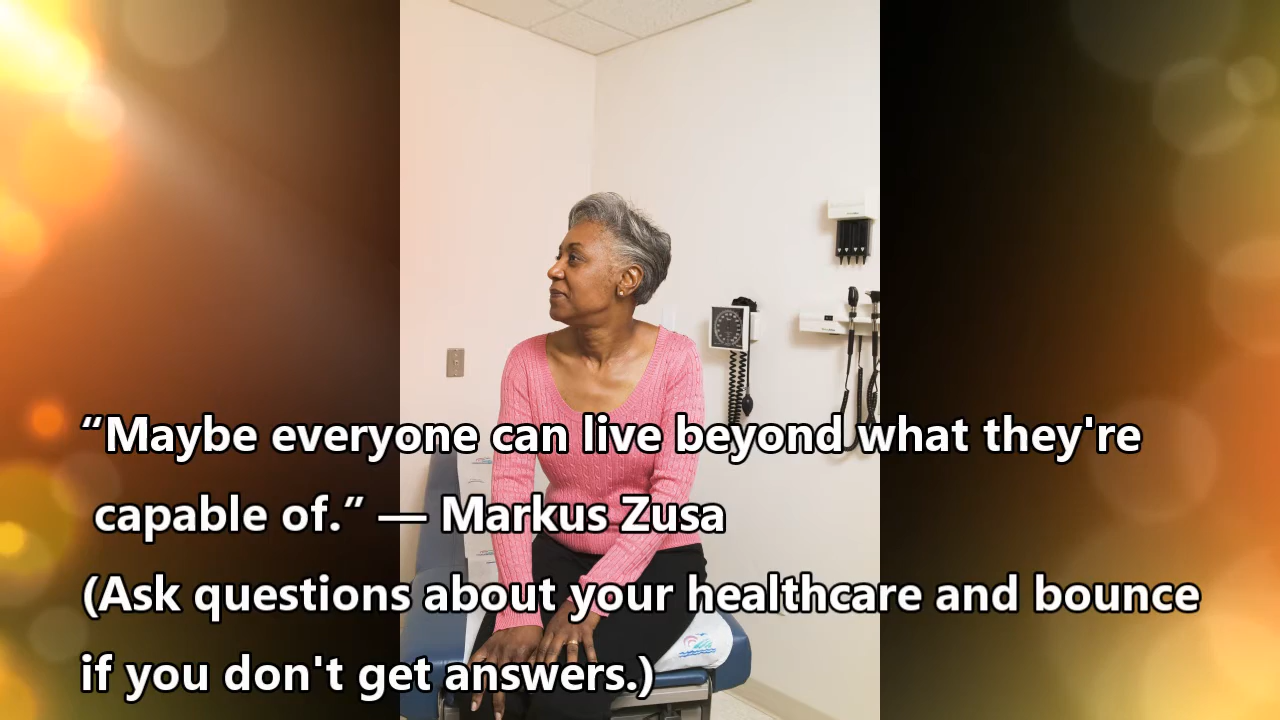 “Maybe everyone can live beyond what they're
capable of.” — Markus Zusa
(Ask questions about your healthcare and bounce
if you don't get answers.)